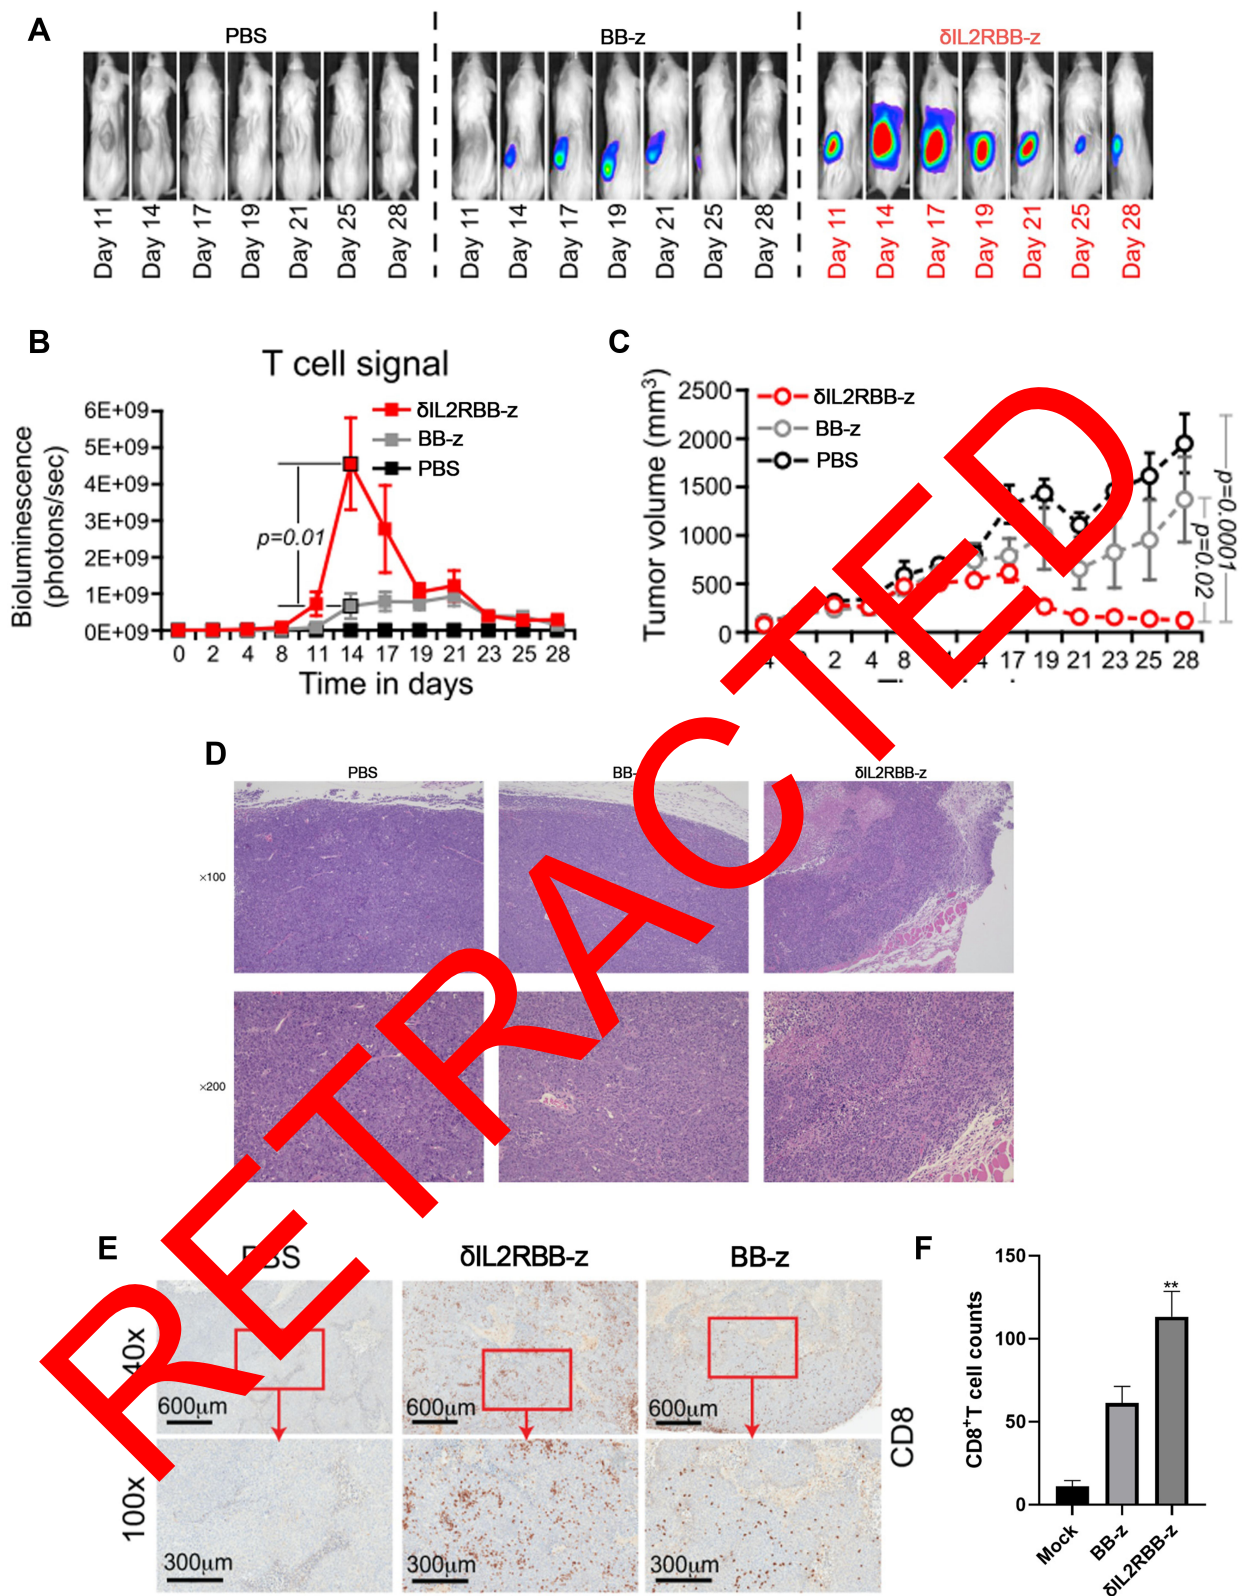 A
PBS
BB-z
δIL2RBB-z
Day 11
Day 14
Day 17
Day 19
Day 21
Day 25
Day 28
Day 11
Day 14
Day 17
Day 19
Day 21
Day 25
Day 28
Day 11
Day 14
Day 17
Day 19
Day 21
Day 25
Day 28
B
T cell signal
Bioluminescence
(photons/sec)
6E+09
5E+09
4E+09
3E+09
2E+09
1E+09
0E+09
δIL2RBB-z
BB-z
PBS
p=0.01
0 2 4 8 11 14 17 19 21 23 25 28
Time in days
C
Tumor volume (mm³)
2500
2000
1500
1000
500
0
δIL2RBB-z
BB-z
PBS
p=0.0001
p=0.02
2 4 8 17 19 21 23 25 28
RETRACTED
D
PBS
BB-
δIL2RBB-z
×100
×200
E
PBS
δIL2RBB-z
BB-z
40x
600μm
600μm
600μm
100x
300μm
300μm
300μm
CD8
F
CD8⁺T cell counts
150
100
50
0
**
Mock
BB-z
δIL2RBB-z